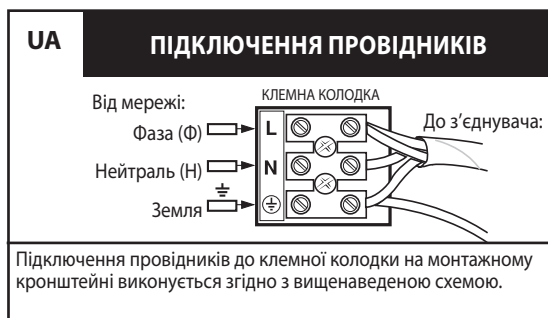 UA
ПІДКЛЮЧЕННЯ ПРОВІДНИКІВ
Від мережі:
КЛЕМНА КОЛОДКА
До з’єднувача:
Фаза (Ф)
L
Нейтраль (Н)
N
Земля
Підключення провідників до клемної колодки на монтажному
кронштейні виконується згідно з вищенаведеною схемою.